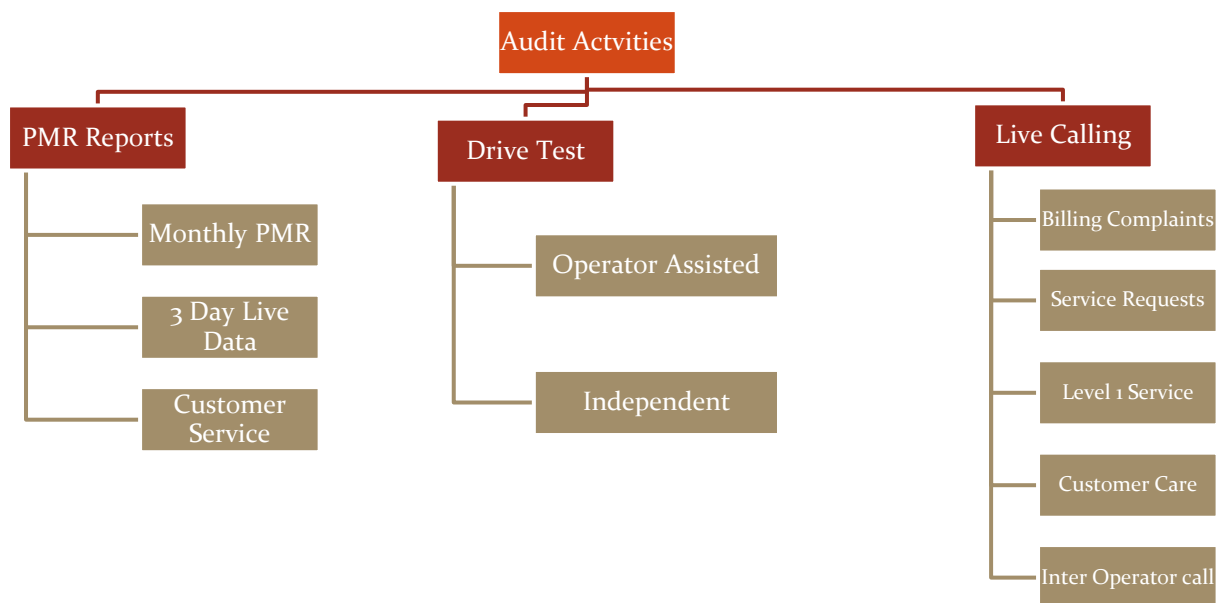 Audit Actvities
PMR Reports
Monthly PMR
3 Day Live
Data
Customer
Service
Drive Test
Operator Assisted
Independent
Live Calling
Billing Complaints
Service Requests
Level 1 Service
Customer Care
Inter Operator call